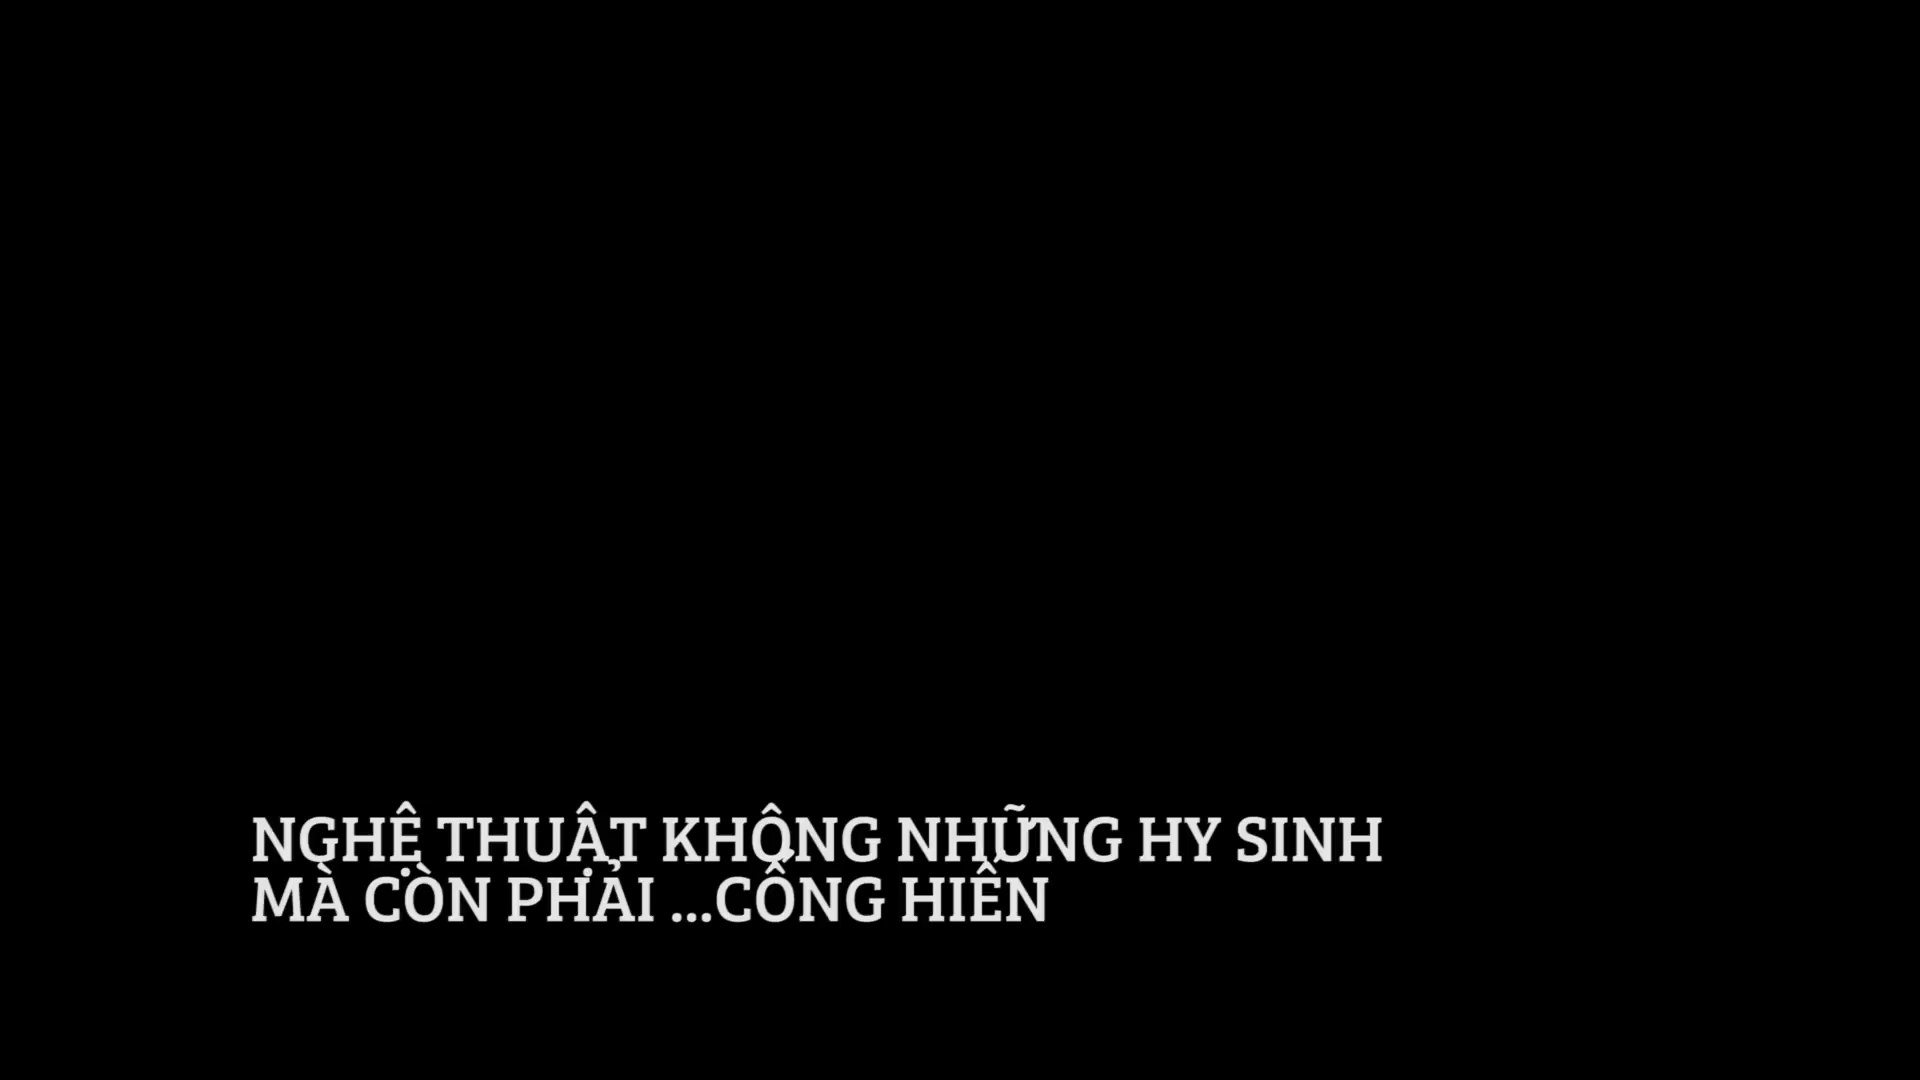 NGHỆ THUẬT KHÔNG NHỮNG HY SINH
MÀ CÒN PHẢI ...CỐNG HIẾN